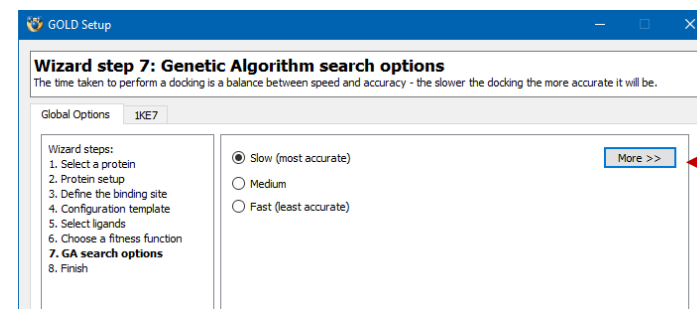 GOLD Setup
Wizard step 7: Genetic Algorithm search options
The time taken to perform a docking is a balance between speed and accuracy - the slower the docking the more accurate it will be.
Global Options 1KE7
Wizard steps:
1. Select a protein
2. Protein setup
3. Define the binding site
4. Configuration template
5. Select ligands
6. Choose a fitness function
7. GA search options
8. Finish
Slow (most accurate)
Medium
Fast (least accurate)
More >>